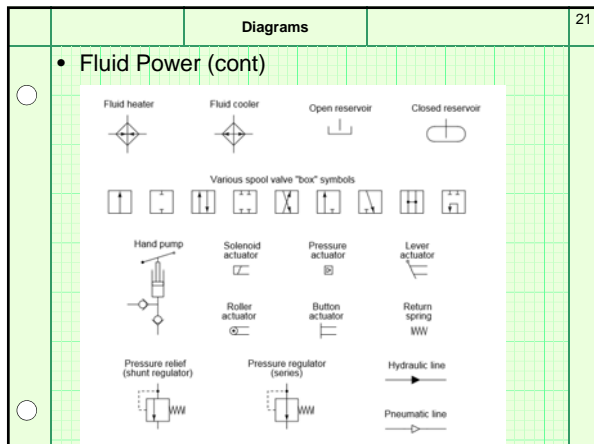 Diagrams
21
• Fluid Power (cont)
Fluid heater
Fluid cooler
Open reservoir
Closed reservoir
Various spool valve "box" symbols
Hand pump
Solenoid
actuator
Pressure
actuator
Lever
actuator
Roller
actuator
Button
actuator
Return
spring
Pressure relief
(shunt regulator)
Pressure regulator
(series)
Hydraulic line
Pneumatic line